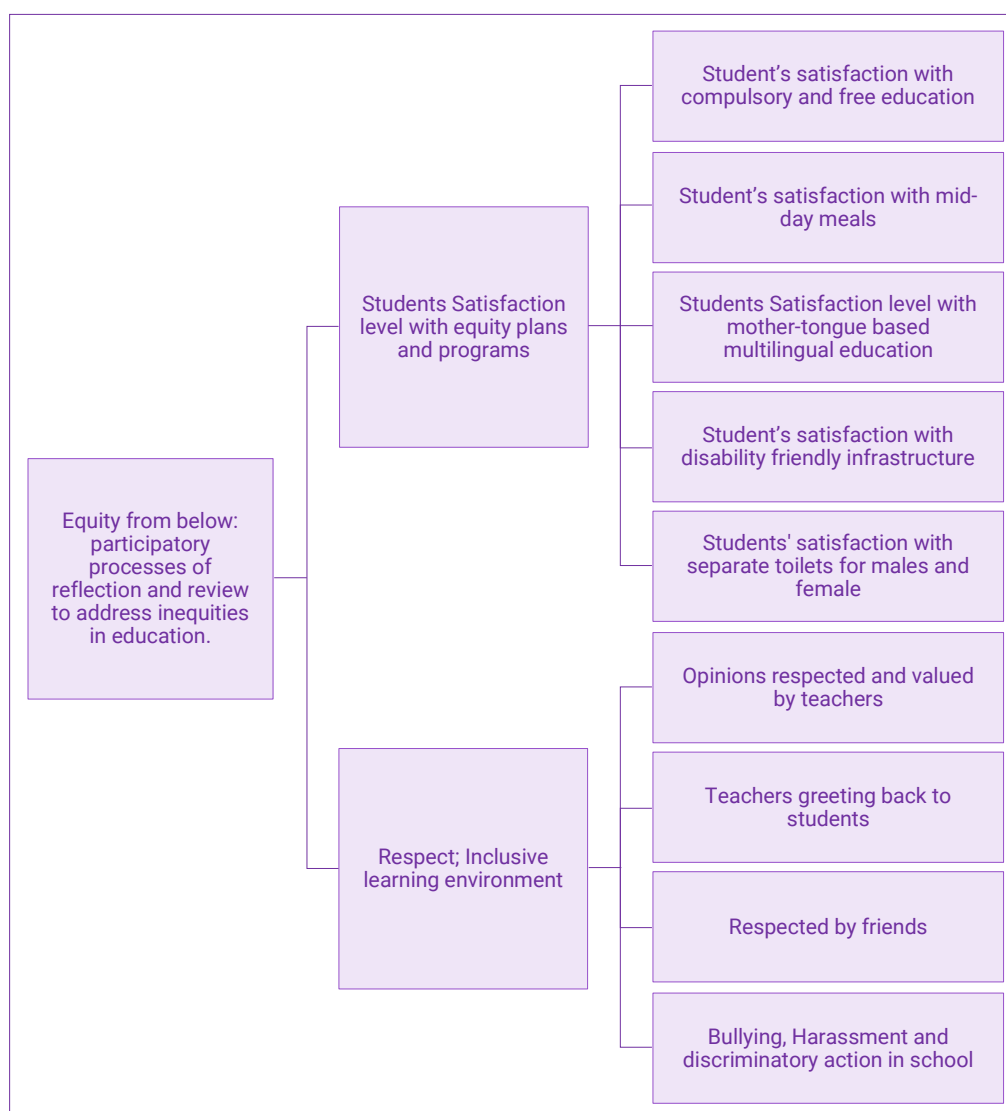 Student’s satisfaction with
compulsory and free education
Student’s satisfaction with mid-
day meals
Students Satisfaction level with
mother-tongue based
multilingual education
Student’s satisfaction with
disability friendly infrastructure
Students' satisfaction with
separate toilets for males and
female
Students Satisfaction
level with equity plans
and programs
Equity from below:
participatory
processes of
reflection and review
to address inequities
in education.
Opinions respected and valued
by teachers
Teachers greeting back to
students
Respected by friends
Bullying, Harassment and
discriminatory action in school
Respect; Inclusive
learning environment